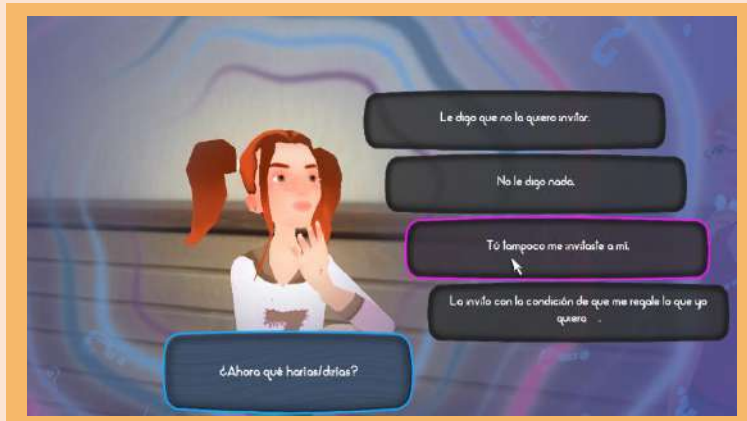 Le digo que no la quiero invitar.
No le digo nada.
Tú tampoco me invitaste a mí.
La invito con la condición de que me regale lo que yo
quiera .
¿Ahora qué harías/dirías?